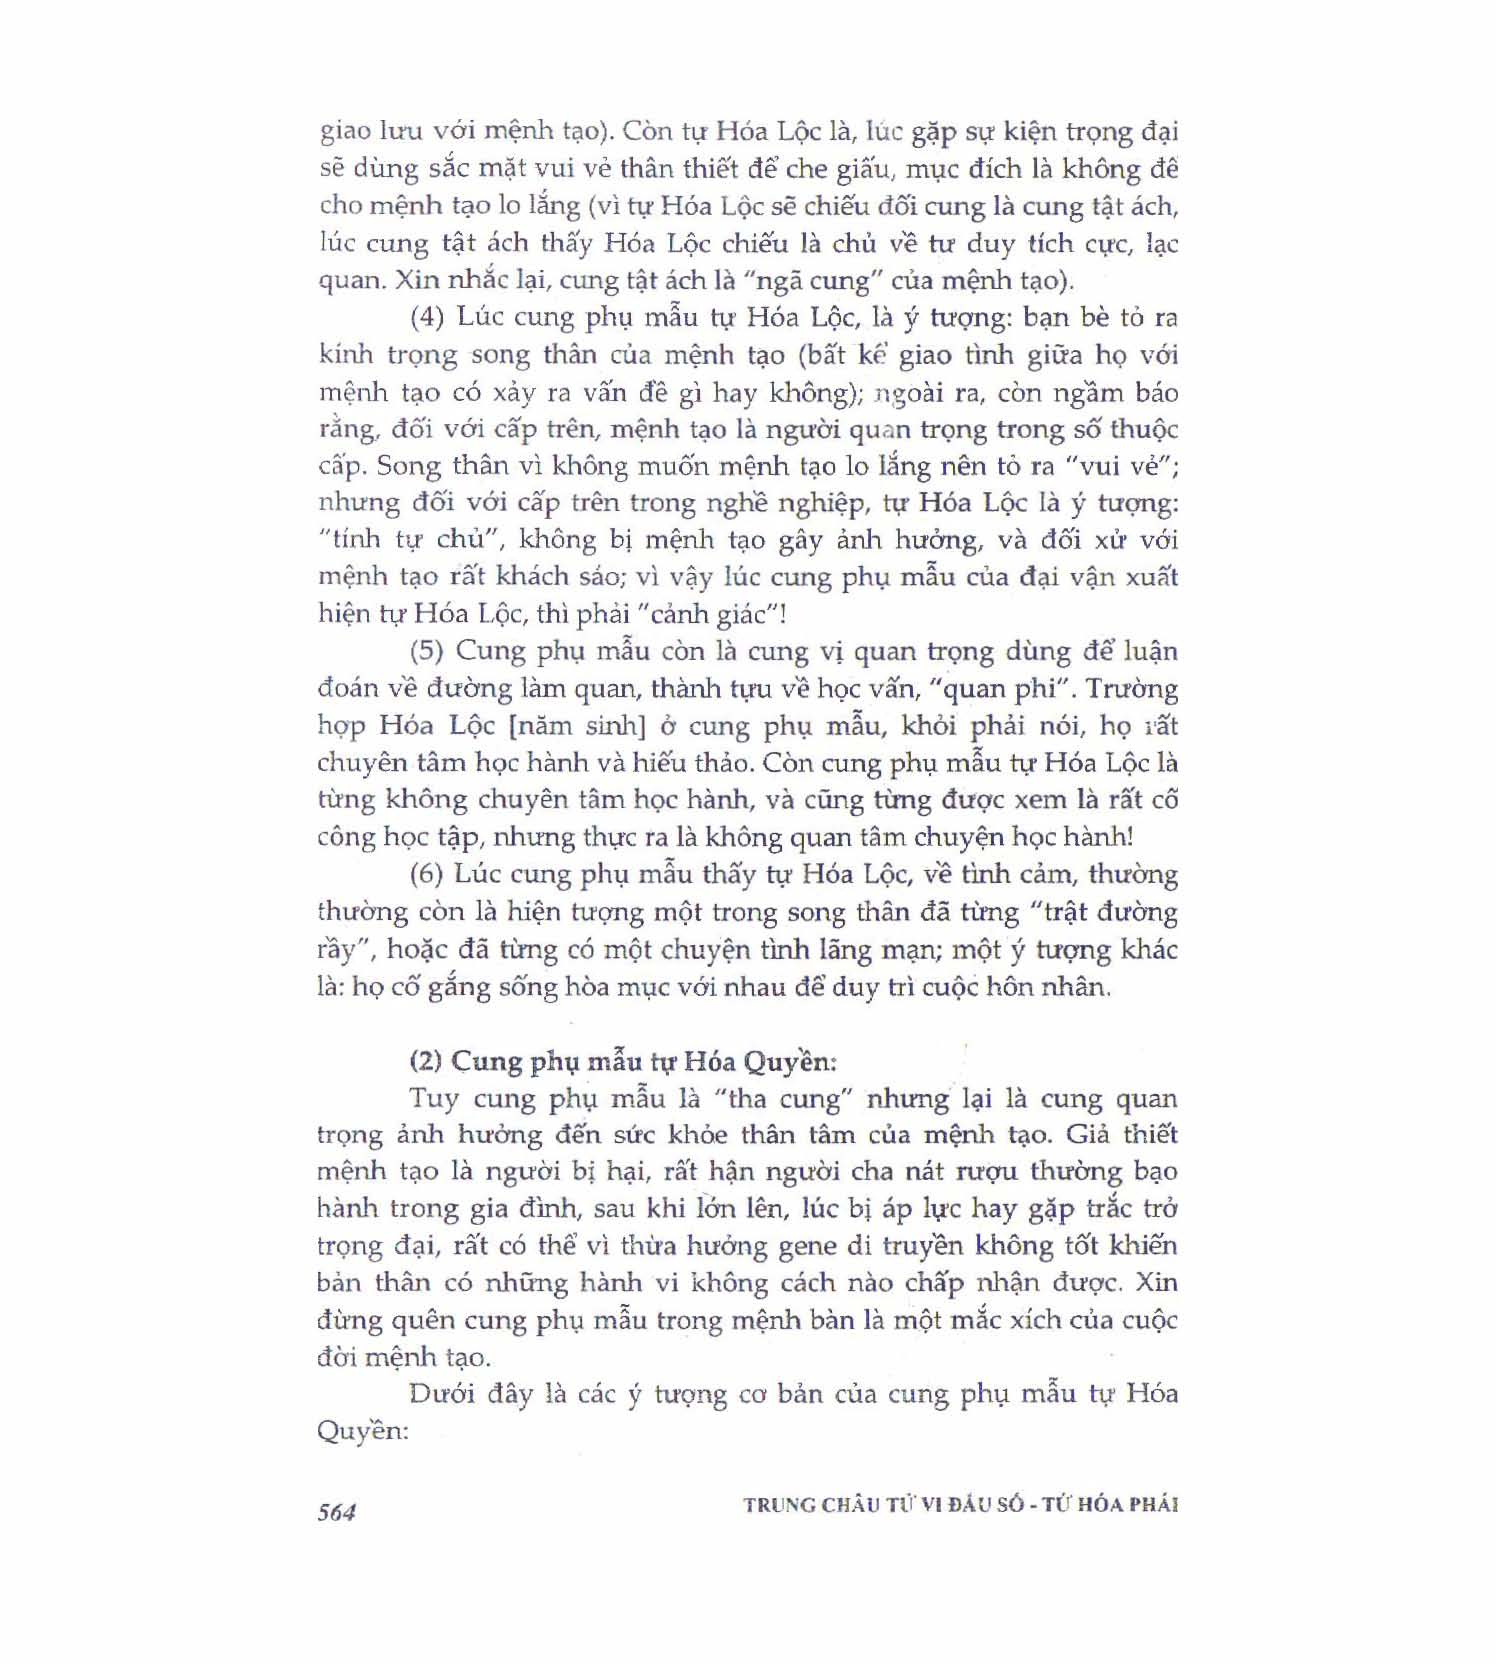 giao lưu với mệnh tạo). Còn tự Hóa Lộc là, lúc gặp sự kiện trọng đại
sẽ dùng sắc mặt vui vẻ thân thiết để che giấu, mục đích là không để
cho mệnh tạo lo lắng (vì tự Hóa Lộc sẽ chiếu đối cung là cung tật ách,
lúc cung tật ách thấy Hóa Lộc chiếu là chủ về tư duy tích cực, lạc
quan. Xin nhắc lại, cung tật ách là "ngã cung" của mệnh tạo).
(4) Lúc cung phụ mẫu tự Hóa Lộc, là ý tượng: bạn bè tỏ ra
kính trọng song thân của mệnh tạo (bất kể giao tình giữa họ với
mệnh tạo có xảy ra vấn đề gì hay không); ngoài ra, còn ngầm báo
rằng, đối với cấp trên, mệnh tạo là người quan trọng trong số thuộc
cấp. Song thân vì không muốn mệnh tạo lo lắng nên tỏ ra "vui vẻ";
nhưng đối với cấp trên trong nghề nghiệp, tự Hóa Lộc là ý tượng:
"tính tự chủ", không bị mệnh tạo gây ảnh hưởng, và đối xử với
mệnh tạo rất khách sáo; vì vậy lúc cung phụ mẫu của đại vận xuất
hiện tự Hóa Lộc, thì phải "cảnh giác"!
(5) Cung phụ mẫu còn là cung vị quan trọng dùng để luận
đoán về đường làm quan, thành tựu về học vấn, "quan phi". Trường
hợp Hóa Lộc [năm sinh] ở cung phụ mẫu, khỏi phải nói, họ rất
chuyên tâm học hành và hiếu thảo. Còn cung phụ mẫu tự Hóa Lộc là
từng không chuyên tâm học hành, và cũng từng được xem là rất cố
công học tập, nhưng thực ra là không quan tâm chuyện học hành!
(6) Lúc cung phụ mẫu thấy tự Hóa Lộc, về tình cảm, thường
thường còn là hiện tượng một trong song thân đã từng "trật đường
rầy", hoặc đã từng có một chuyện tình lãng mạn; một ý tượng khác
là: họ cố gắng sống hòa mục với nhau để duy trì cuộc hôn nhân.
(2) Cung phụ mẫu tự Hóa Quyền:
Tuy cung phụ mẫu là "tha cung" nhưng lại là cung quan
trọng ảnh hưởng đến sức khỏe thân tâm của mệnh tạo. Giả thiết
mệnh tạo là người bị hại, rất hận người cha nát rượu thường bạo
hành trong gia đình, sau khi lớn lên, lúc bị áp lực hay gặp trắc trở
trọng đại, rất có thể vì thừa hưởng gene di truyền không tốt khiến
bản thân có những hành vi không cách nào chấp nhận được. Xin
đừng quên cung phụ mẫu trong mệnh bàn là một mắc xích của cuộc
đời mệnh tạo.
Dưới đây là các ý tượng cơ bản của cung phụ mẫu tự Hóa
Quyền:
564 TRUNG CHÂU TỬ VI ĐẨU SỐ - TỨ HÓA PHÁI